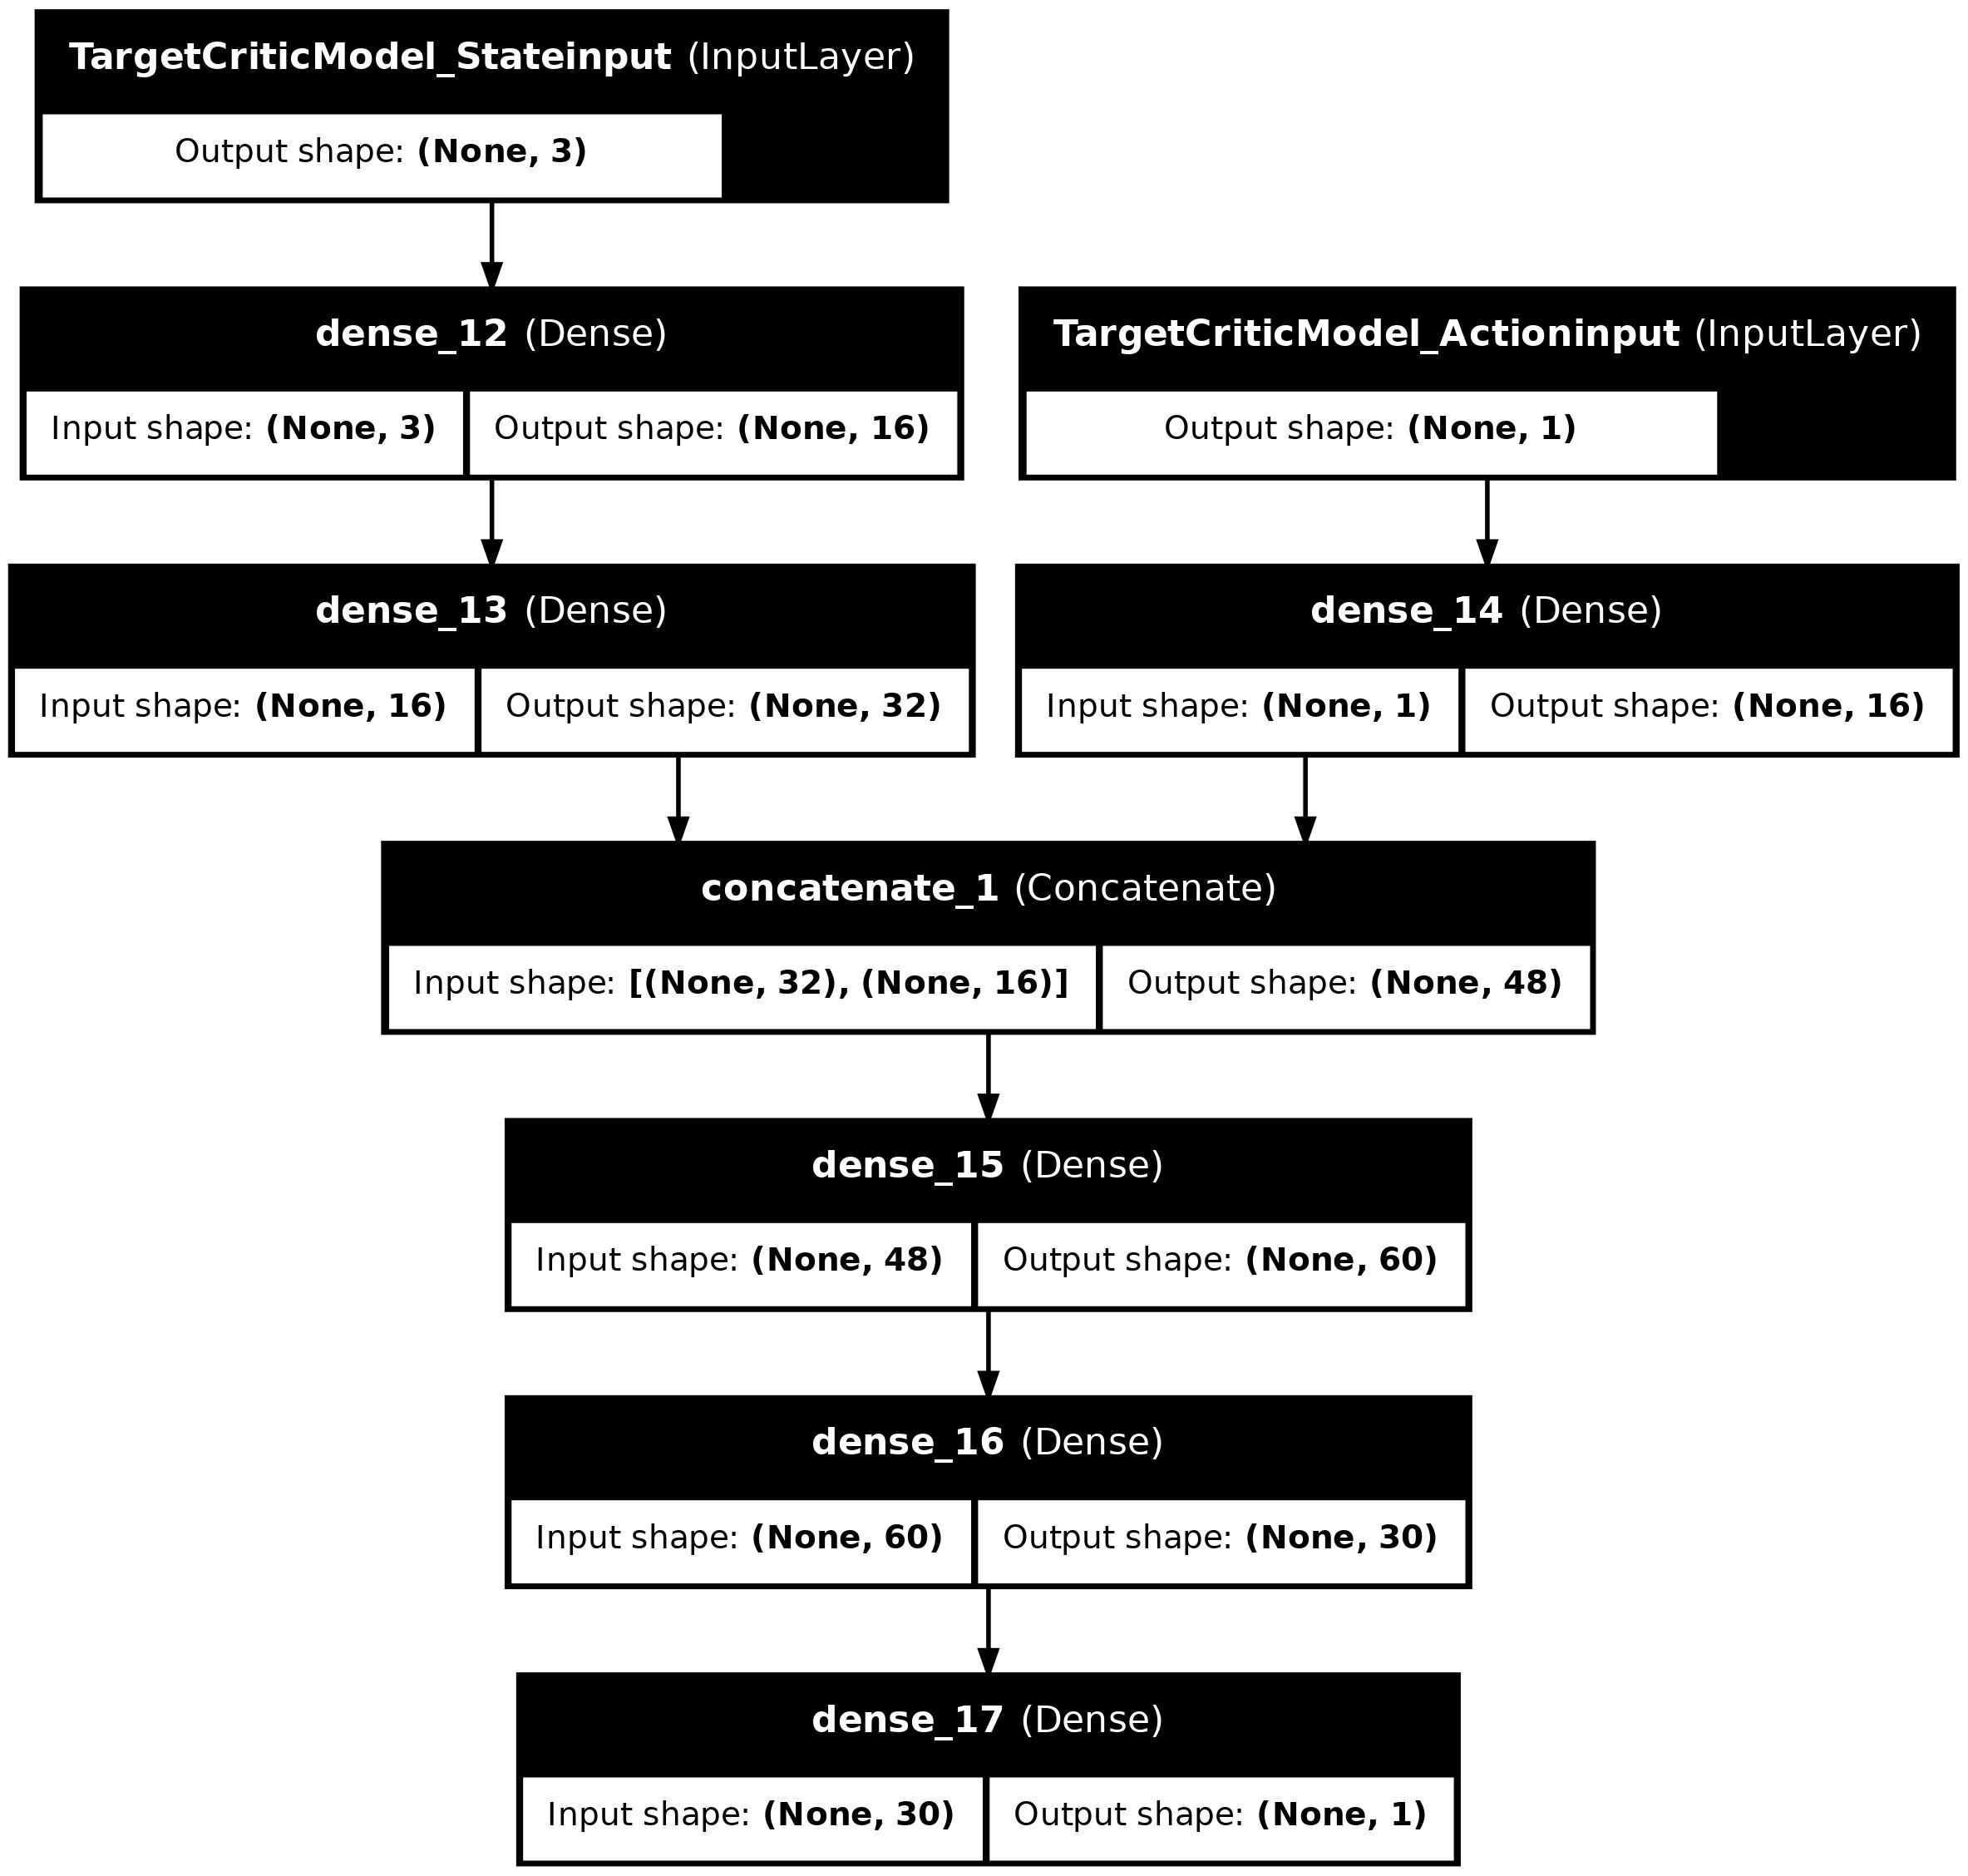 TargetCriticModel_Stateinput (InputLayer)
Output shape: (None, 3)
dense_12 (Dense)
Input shape: (None, 3) Output shape: (None, 16)
TargetCriticModel_Actioninput (InputLayer)
Output shape: (None, 1)
dense_13 (Dense)
Input shape: (None, 16) Output shape: (None, 32)
dense_14 (Dense)
Input shape: (None, 1) Output shape: (None, 16)
concatenate_1 (Concatenate)
Input shape: [(None, 32), (None, 16)] Output shape: (None, 48)
dense_15 (Dense)
Input shape: (None, 48) Output shape: (None, 60)
dense_16 (Dense)
Input shape: (None, 60) Output shape: (None, 30)
dense_17 (Dense)
Input shape: (None, 30) Output shape: (None, 1)